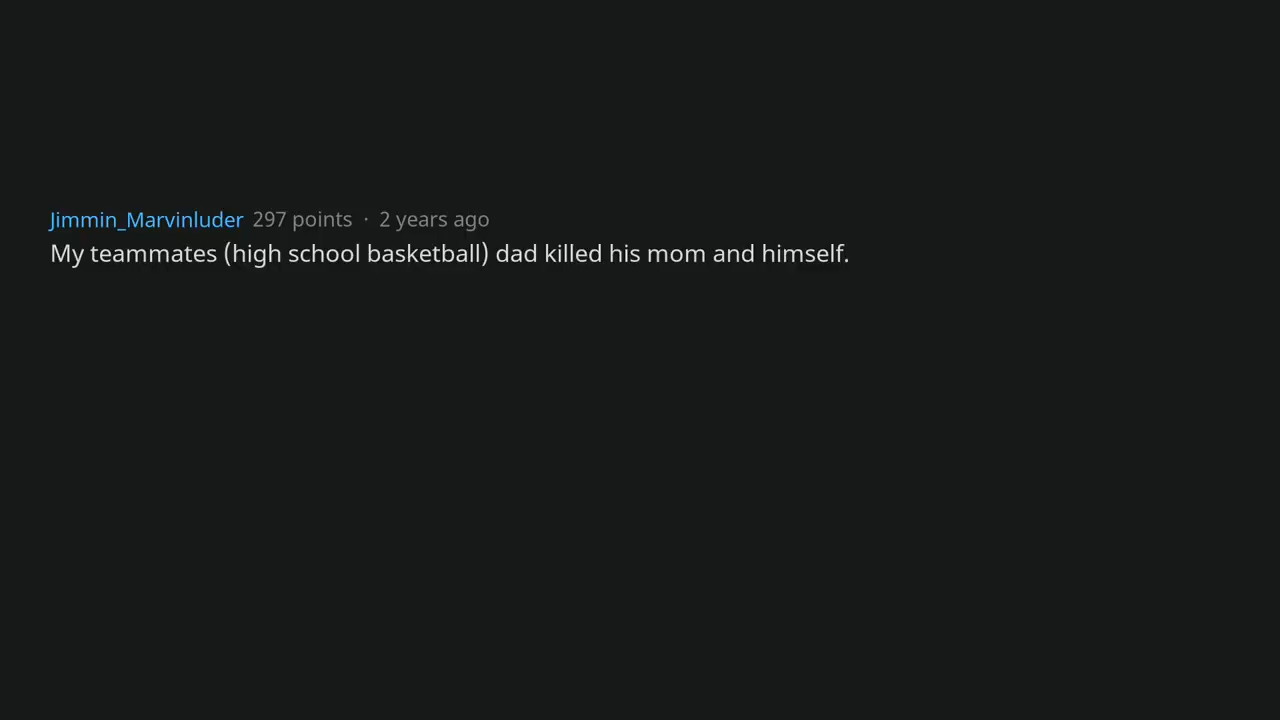 Jimmin_Marvinluder 297 points · 2 years ago
My teammates (high school basketball) dad killed his mom and himself.